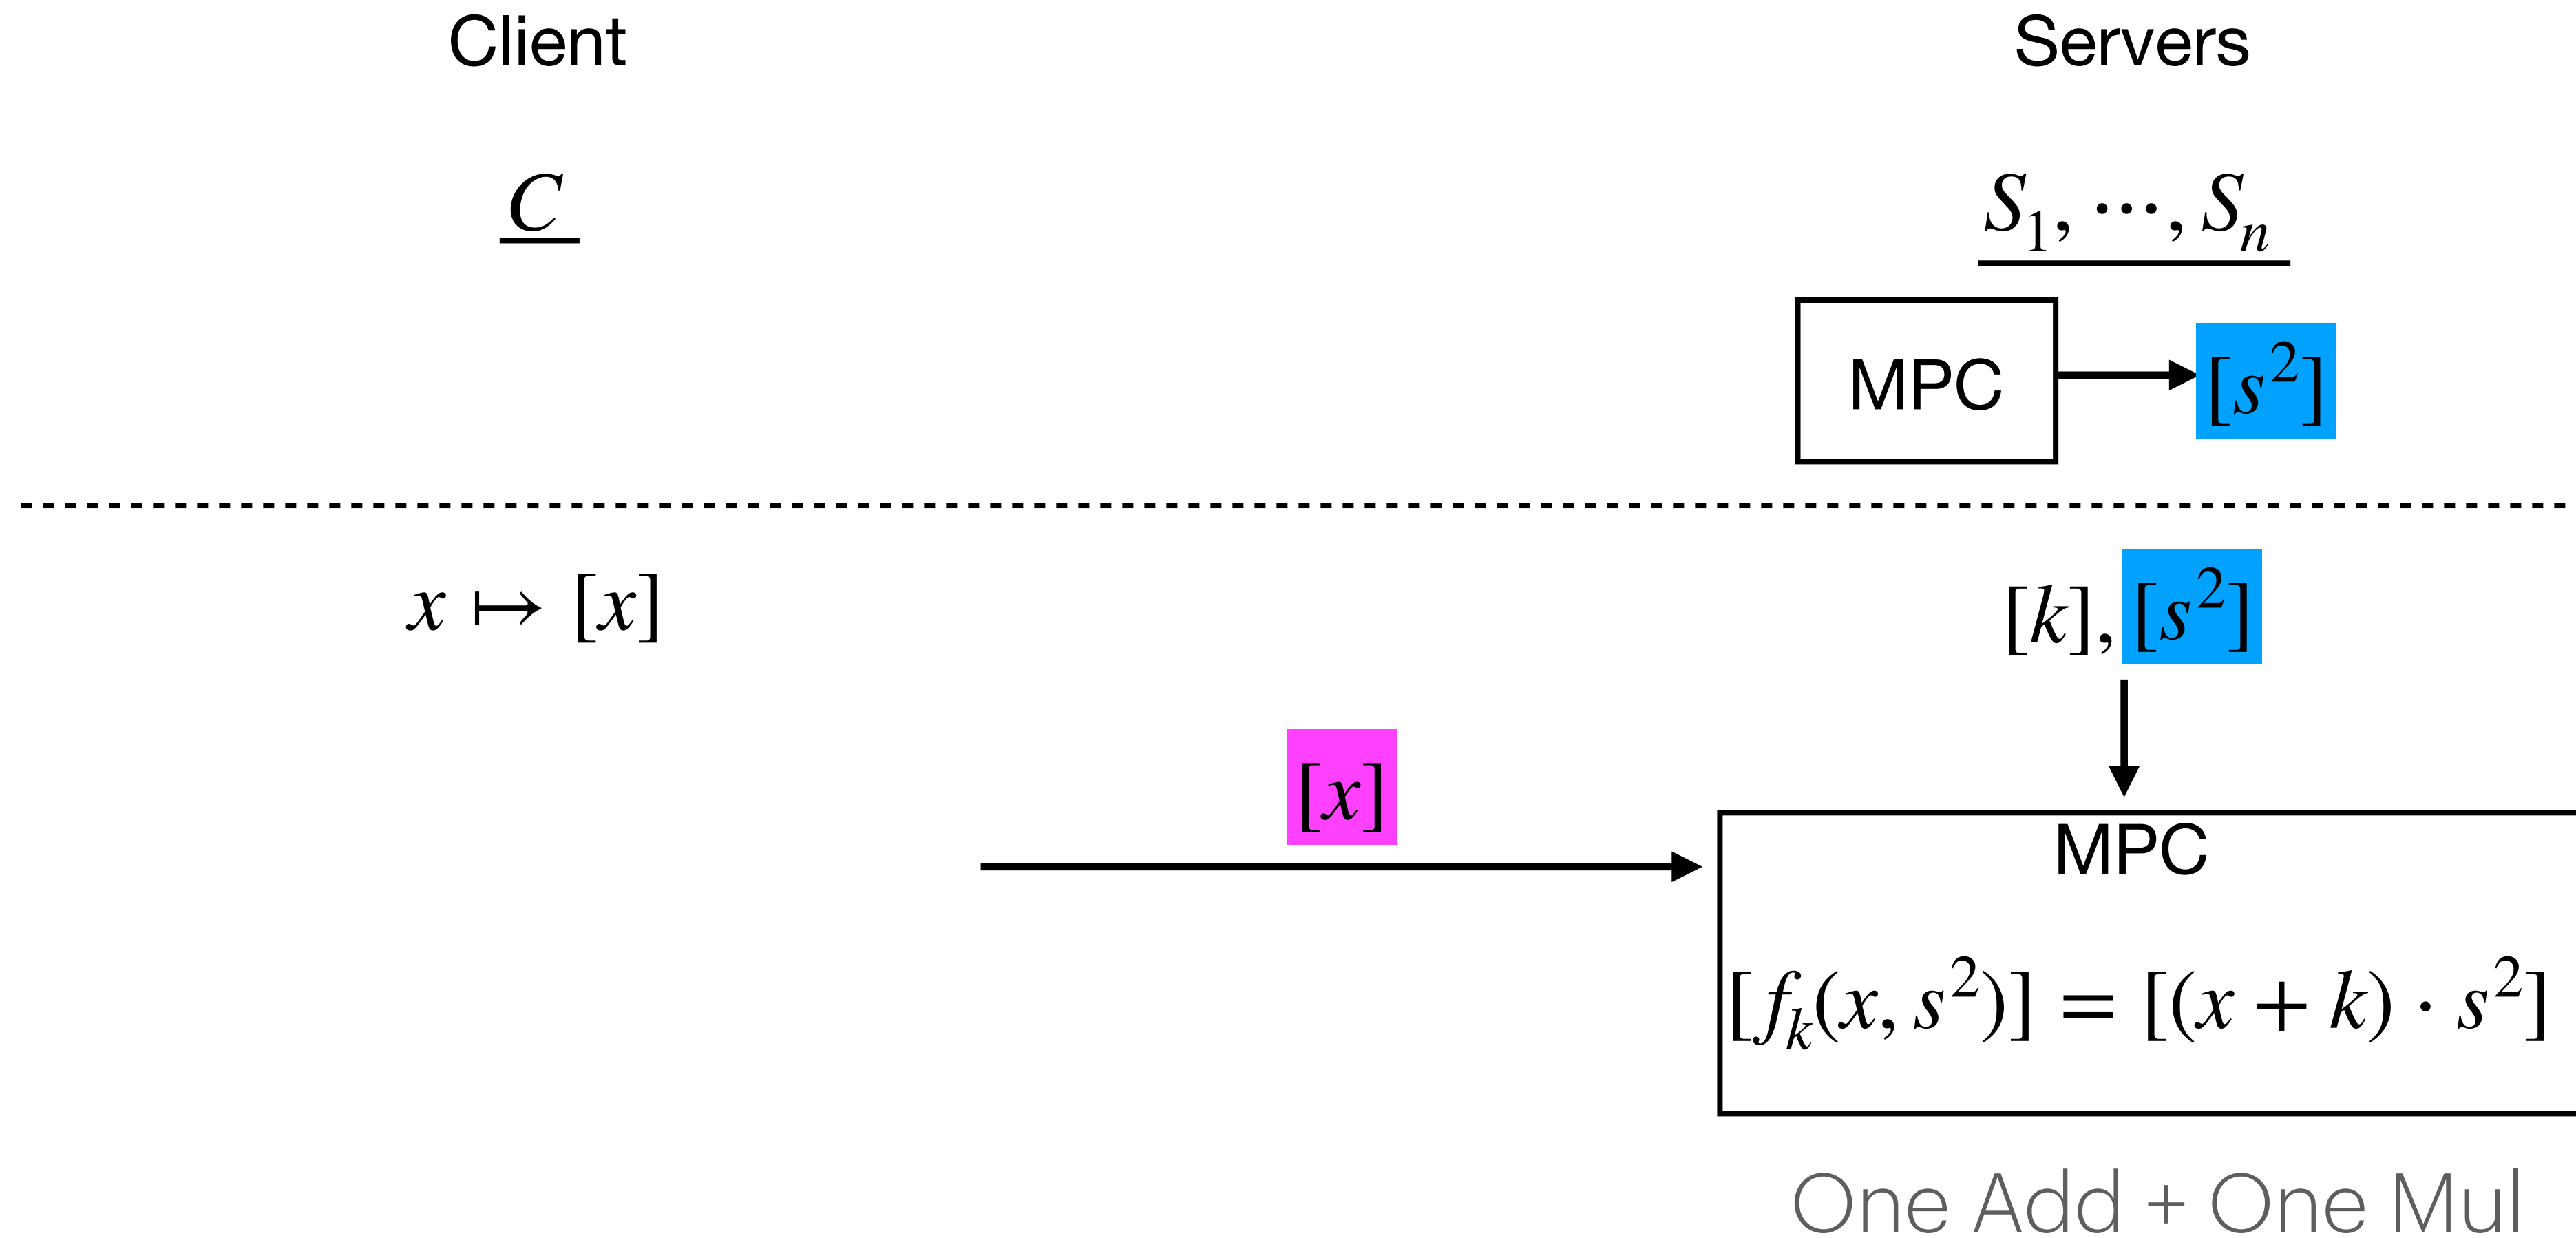 Client Servers
C S₁, ⋯, Sₙ
MPC [s²]
x ↦ [x] [k], [s²]
[x]
MPC
[fₖ(x, s²)] = [(x + k) · s²]
One Add + One Mul